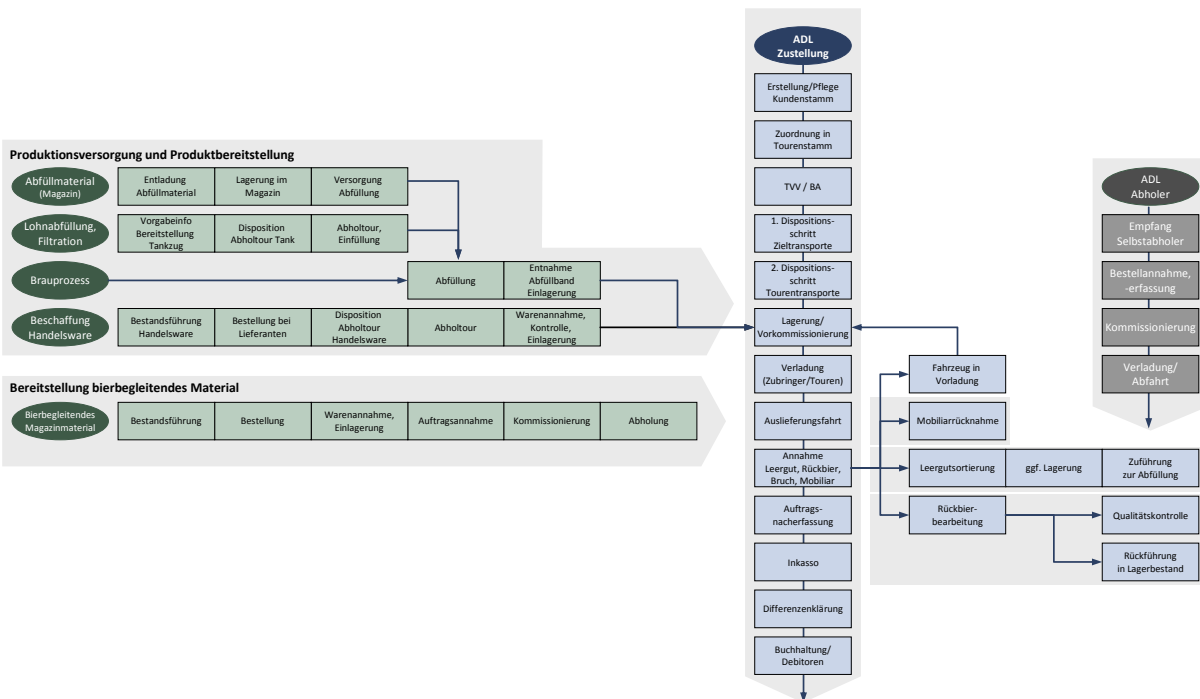 ADL
Zustellung
Erstellung/Pflege
Kundenstamm
Zuordnung in
Tourenstamm
TVV / BA
1. Dispositions-
schritt
Zieltransporte
2. Dispositions-
schritt
Tourentransporte
Lagerung/
Vorkommissionierung
Verladung
(Zubringer/Touren)
Auslieferungsfahrt
Annahme
Leergut, Rückbier,
Bruch, Mobiliar
Auftrags-
nacherfassung
Inkasso
Differenzenklärung
Buchhaltung/
Debitoren
Produktionsversorgung und Produktbereitstellung
Abfüllmaterial
(Magazin)
Entladung
Abfüllmaterial
Lagerung im
Magazin
Versorgung
Abfüllung
Lohnabfüllung,
Filtration
Vorgabeinfo
Bereitstellung
Tankzug
Disposition
Abholtour Tank
Abholtour,
Einfüllung
Brauprozess
Abfüllung
Entnahme
Abfüllband
Einlagerung
Beschaffung
Handelsware
Bestandsführung
Handelsware
Bestellung bei
Lieferanten
Disposition
Abholtour
Handelsware
Abholtour
Warenannahme,
Kontrolle,
Einlagerung
Bereitstellung bierbegleitendes Material
Bierbegleitendes
Magazinmaterial
Bestandsführung
Bestellung
Warenannahme,
Einlagerung
Auftragsannahme
Kommissionierung
Abholung
Fahrzeug in
Vorladung
Mobiliarrücknahme
Leergutsortierung
ggf. Lagerung
Zuführung
zur Abfüllung
Rückbier-
bearbeitung
Qualitätskontrolle
Rückführung
in Lagerbestand
ADL
Abholer
Empfang
Selbstabholer
Bestellannahme,
-erfassung
Kommissionierung
Verladung/
Abfahrt